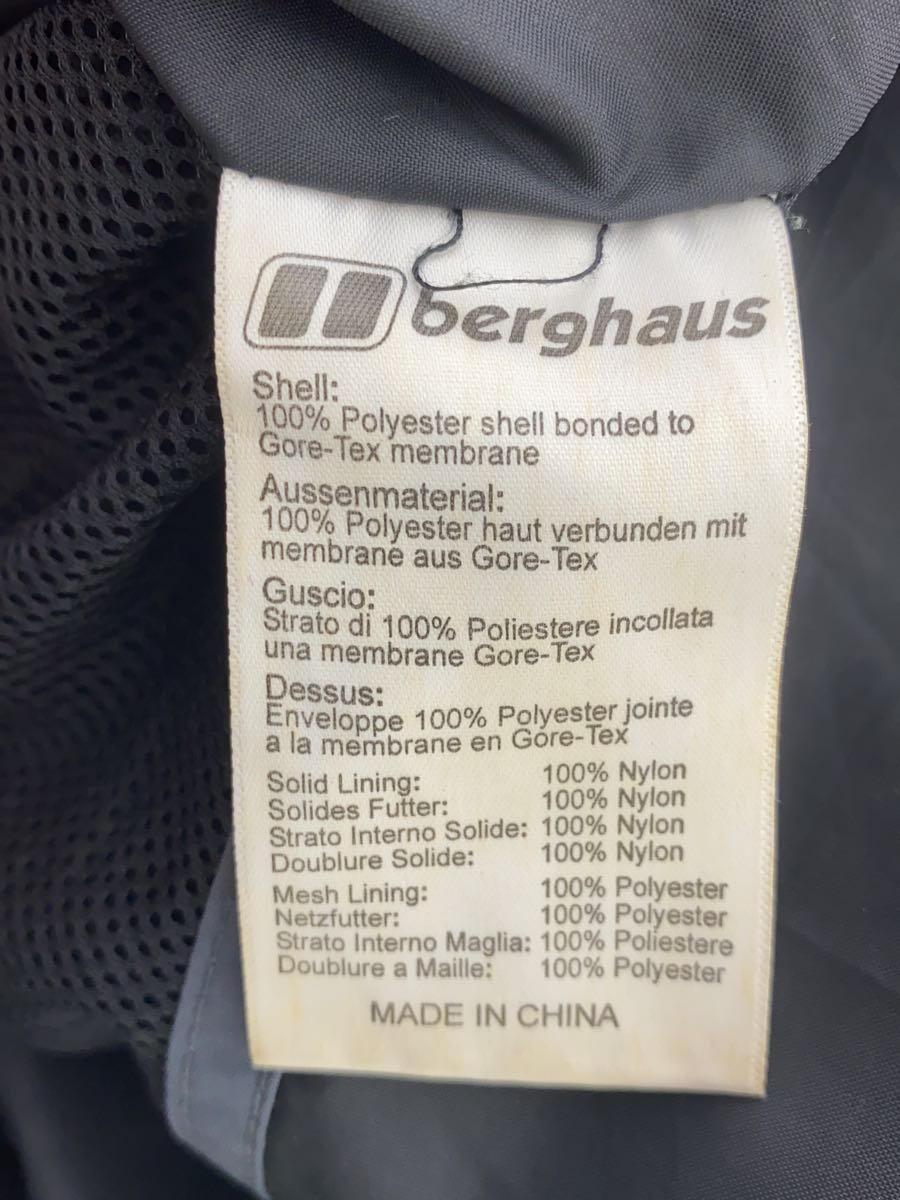 berghaus
Shell:
100% Polyester shell bonded to
Gore-Tex membrane
Aussenmaterial:
100% Polyester haut verbunden mit
membrane aus Gore-Tex
Guscio:
Strato di 100% Poliestere incollata
una membrane Gore-Tex
Dessus:
Enveloppe 100% Polyester jointe
a la membrane en Gore-Tex
Solid Lining: 100% Nylon
Solides Futter: 100% Nylon
Strato Interno Solide: 100% Nylon
Doublure Solide: 100% Nylon
Mesh Lining: 100% Polyester
Netzfutter: 100% Polyester
Strato Interno Maglia: 100% Poliestere
Doublure a Maille: 100% Polyester
MADE IN CHINA